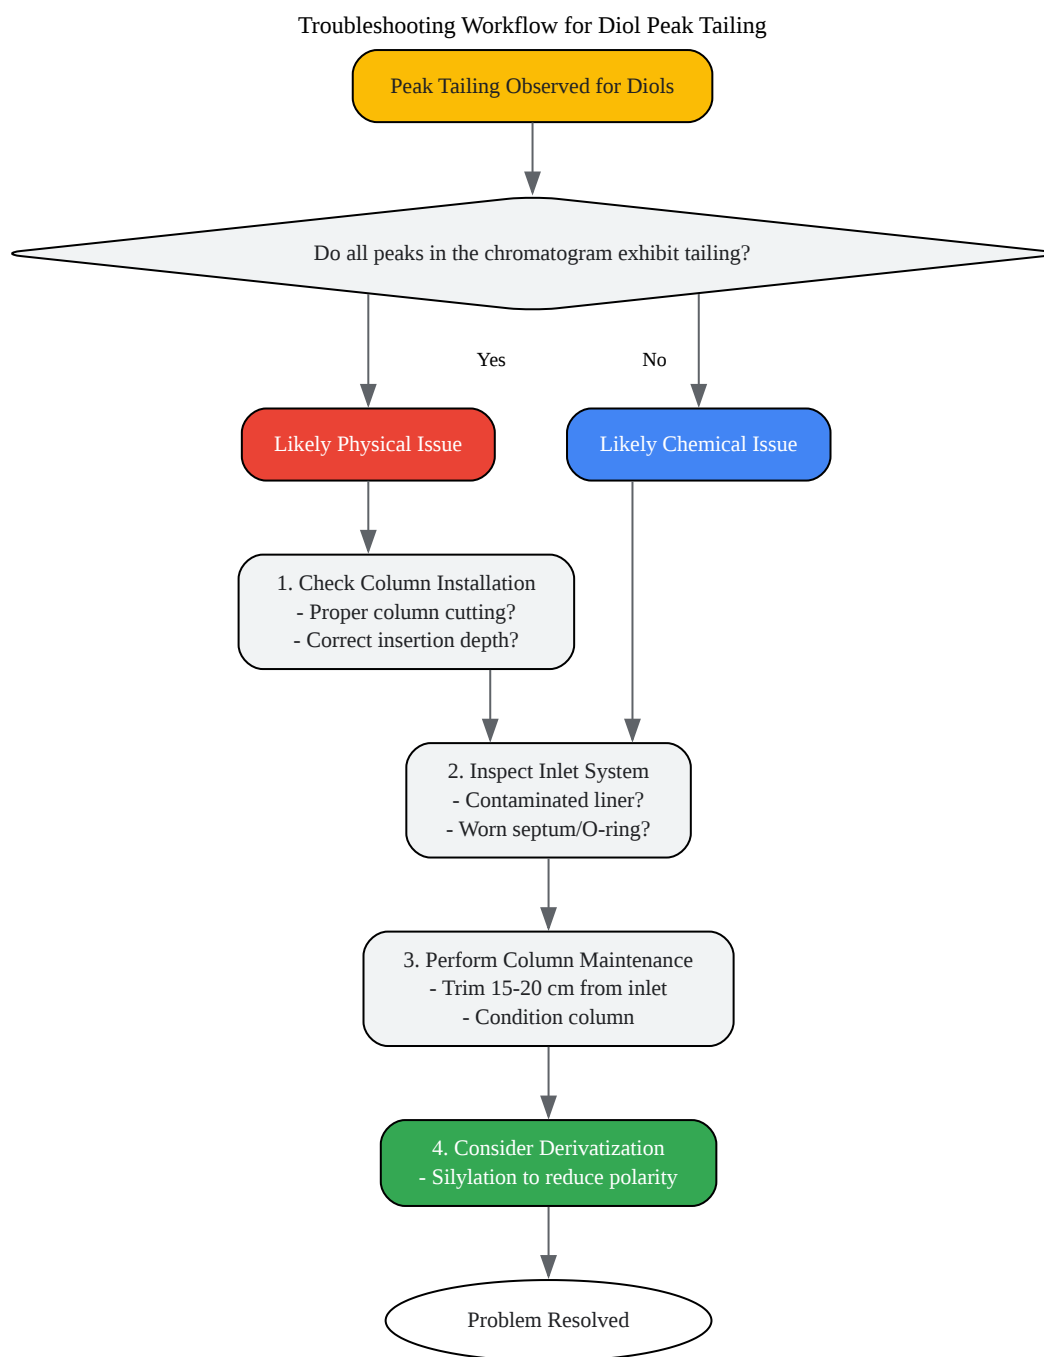 Troubleshooting Workflow for Diol Peak Tailing
Peak Tailing Observed for Diols
Do all peaks in the chromatogram exhibit tailing?
Yes
No
Likely Physical Issue
Likely Chemical Issue
1. Check Column Installation
- Proper column cutting?
- Correct insertion depth?
2. Inspect Inlet System
- Contaminated liner?
- Worn septum/O-ring?
3. Perform Column Maintenance
- Trim 15-20 cm from inlet
- Condition column
4. Consider Derivatization
- Silylation to reduce polarity
Problem Resolved